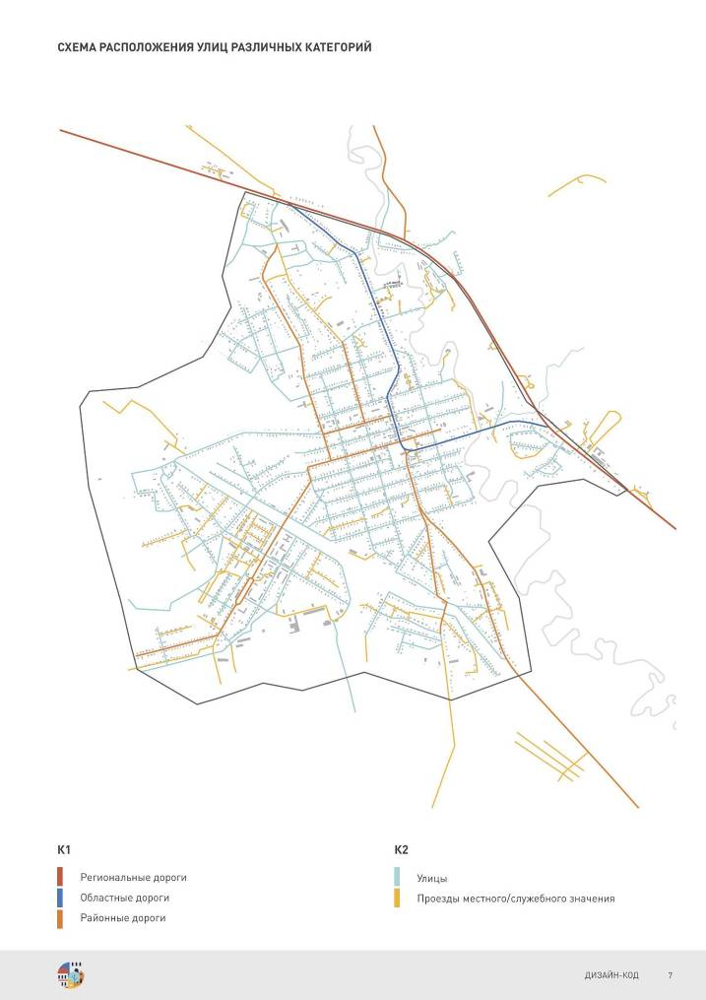 СХЕМА РАСПОЛОЖЕНИЯ УЛИЦ РАЗЛИЧНЫХ КАТЕГОРИЙ
К1
Региональные дороги
Областные дороги
Районные дороги
К2
Улицы
Проезды местного/служебного значения
ДИЗАЙН-КОД 7